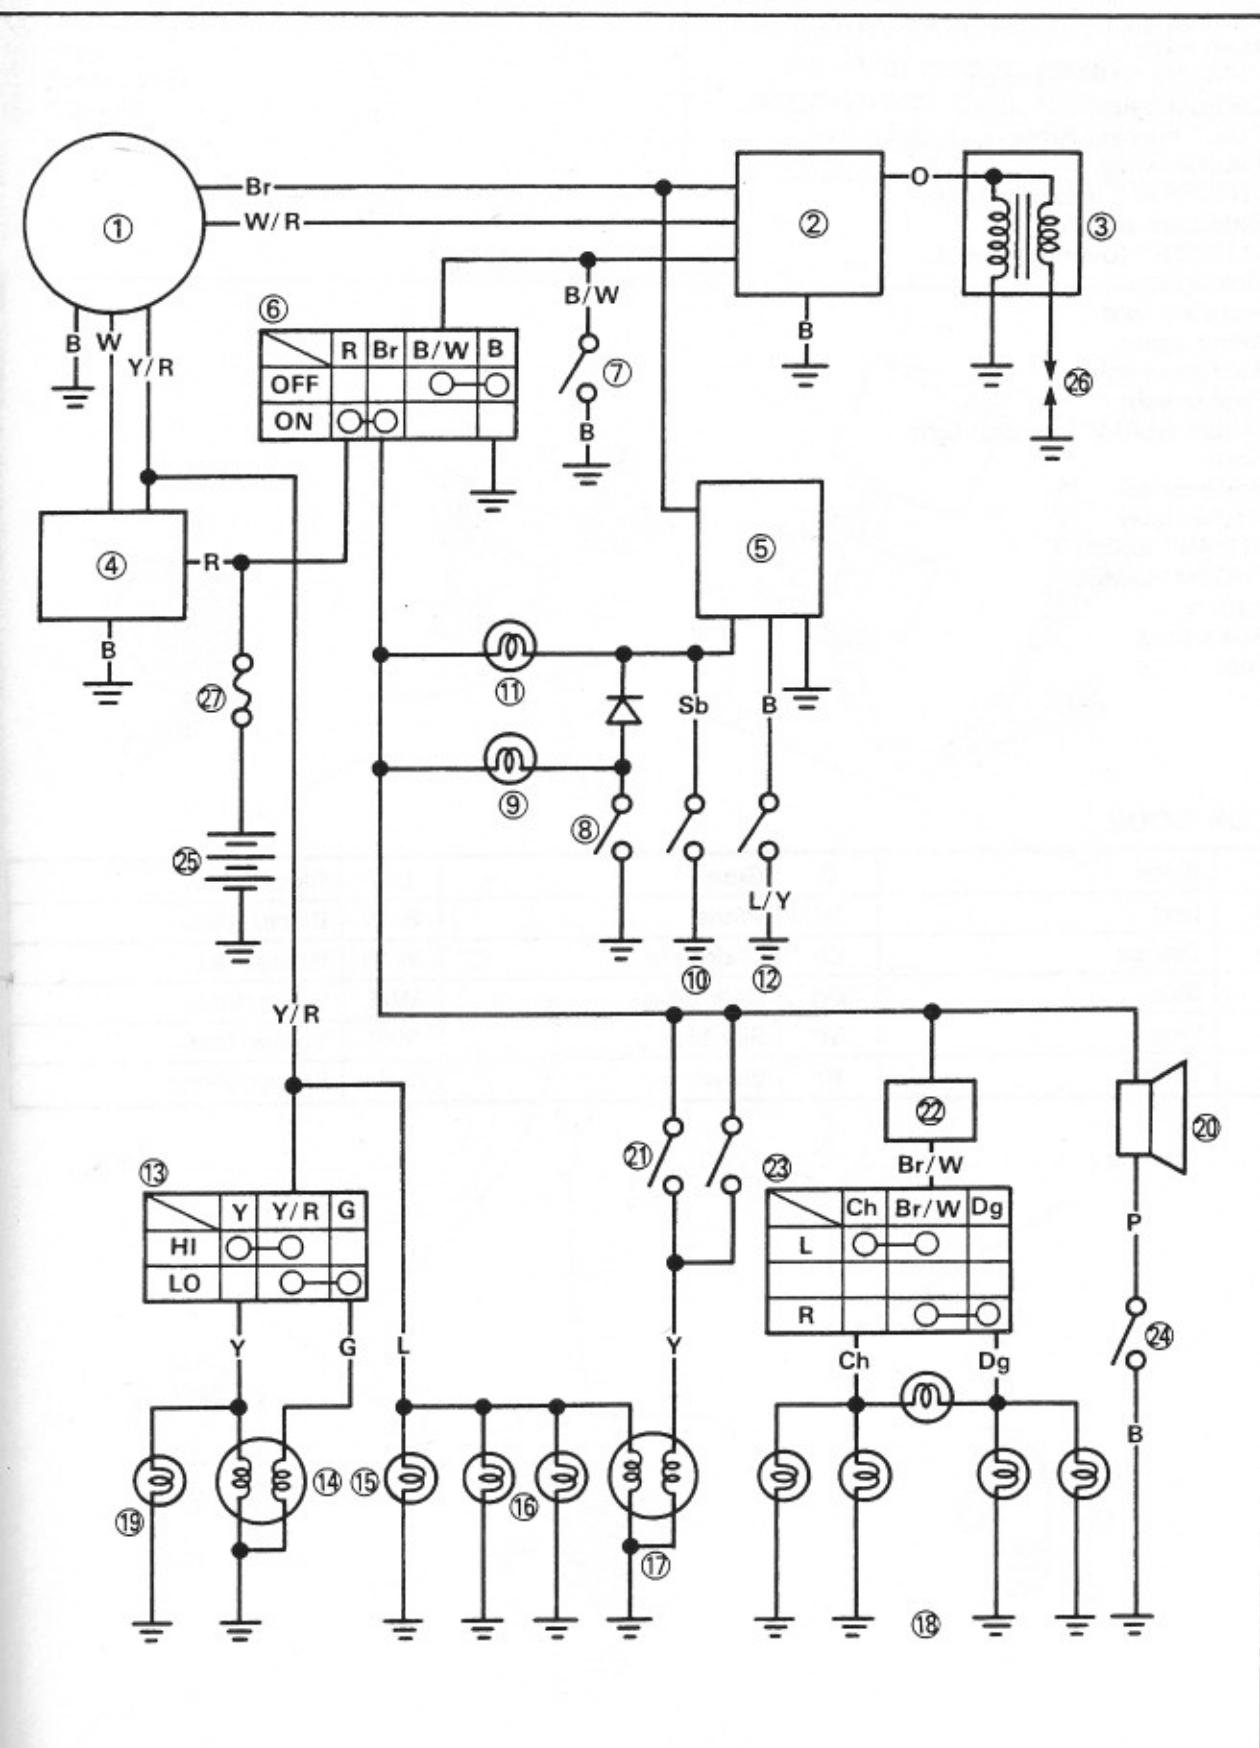 Br
① W/R
② O ③
B/W
⑥
B W Y/R
R Br B/W B
OFF
ON
⑦
B
B
㉖
④ R
⑤
B
㉗
⑪
Sb B
⑨
⑧
㉕
L/Y
⑩ ⑫
Y/R
㉒ ⑳
⑬ ㉑ ㉓ Br/W
Y Y/R G
HI
LO
Ch Br/W Dg
L
R
P
Y G L Y
Ch Dg
㉔
B
⑲ ⑭ ⑮ ⑯ ⑰ ⑱